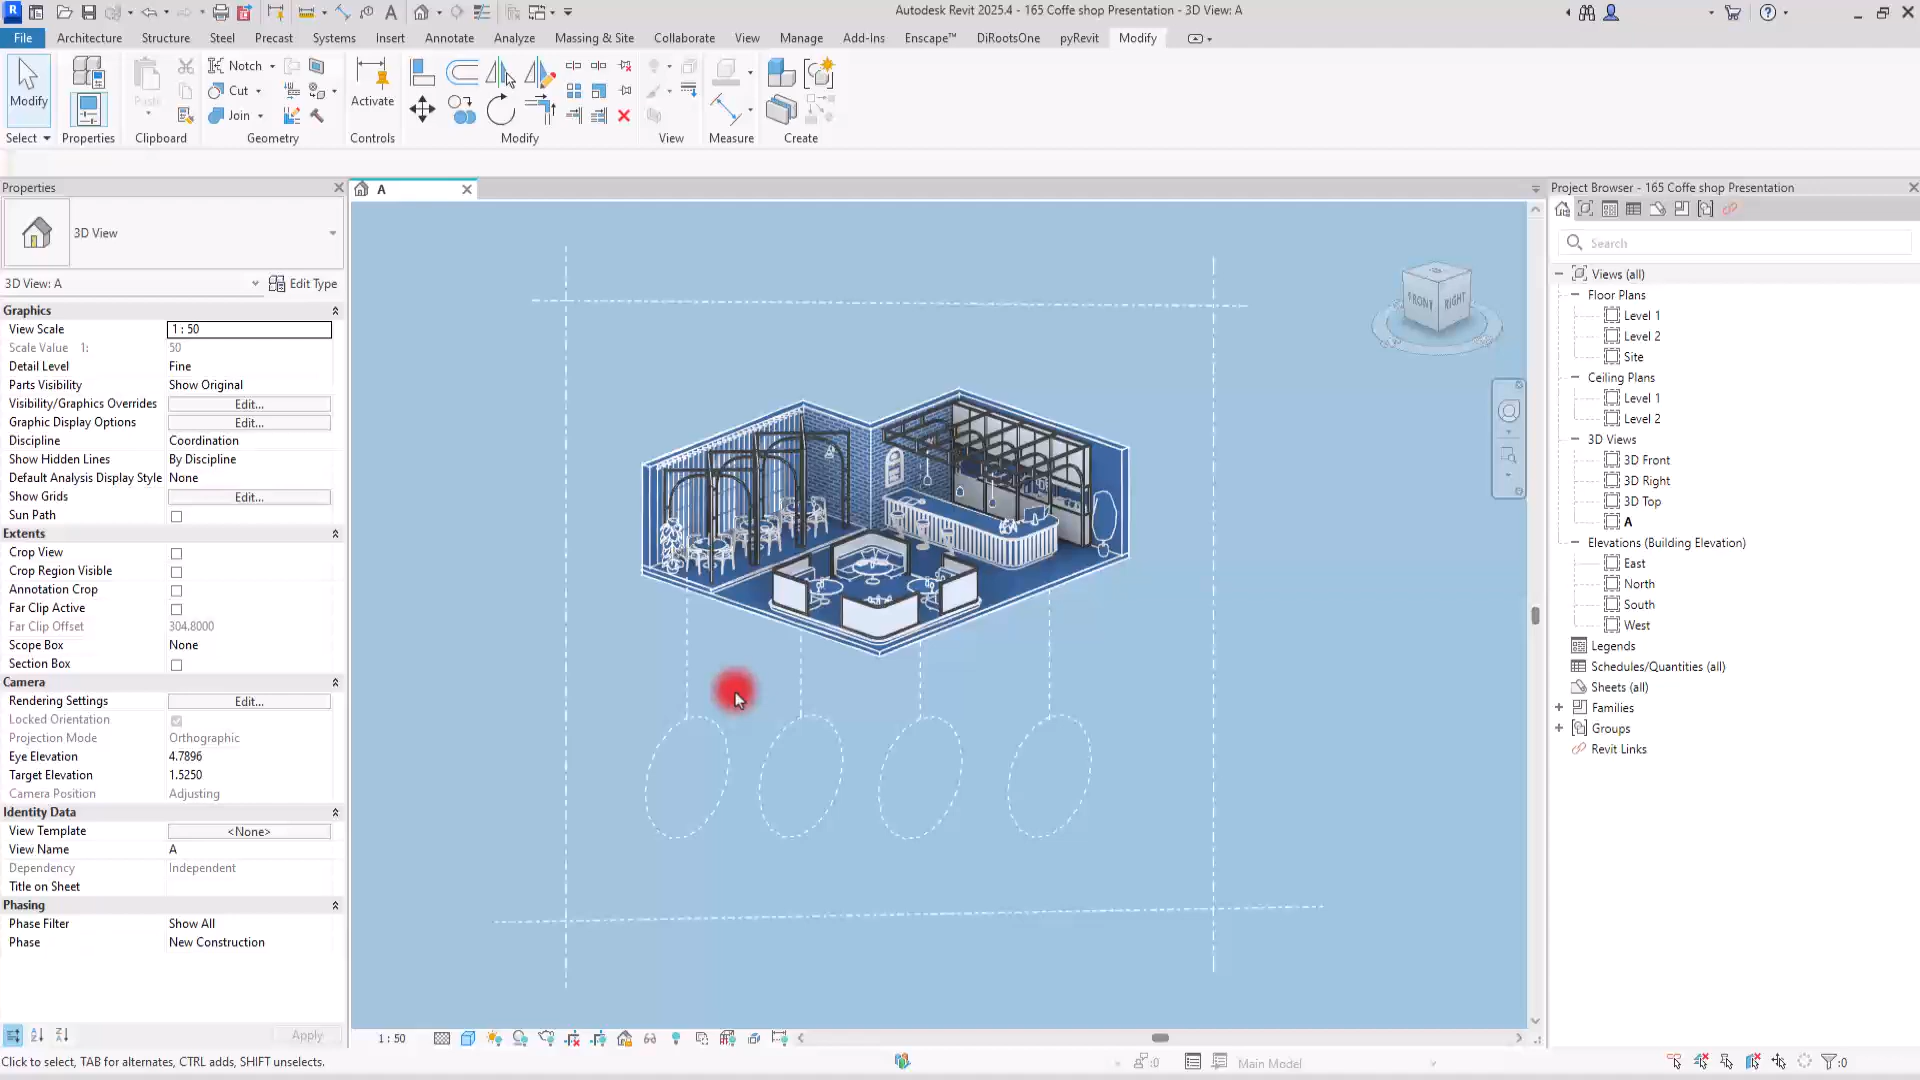 Autodesk Revit 2025.4 - 165 Coffe shop Presentation - 3D View: A
File Architecture Structure Steel Precast Systems Insert Annotate Analyze Massing & Site Collaborate View Manage Add-Ins Enscape™ DiRootsOne pyRevit Modify
Modify
Paste
Notch
Cut
Join
Activate
Select Properties Clipboard Geometry Controls Modify View Measure Create
Properties
3D View
3D View: A Edit Type
Graphics
View Scale 1 : 50
Scale Value 1: 50
Detail Level Fine
Parts Visibility Show Original
Visibility/Graphics Overrides Edit...
Graphic Display Options Edit...
Discipline Coordination
Show Hidden Lines By Discipline
Default Analysis Display Style None
Show Grids Edit...
Sun Path
Extents
Crop View
Crop Region Visible
Annotation Crop
Far Clip Active
Far Clip Offset 304.8000
Scope Box None
Section Box
Camera
Rendering Settings Edit...
Locked Orientation
Projection Mode Orthographic
Eye Elevation 4.7896
Target Elevation 1.5250
Camera Position Adjusting
Identity Data
View Template <None>
View Name A
Dependency Independent
Title on Sheet
Phasing
Phase Filter Show All
Phase New Construction
Apply
A
FRONT RIGHT
1 : 50
Project Browser - 165 Coffe shop Presentation
Search
Views (all)
Floor Plans
Level 1
Level 2
Site
Ceiling Plans
Level 1
Level 2
3D Views
3D Front
3D Right
3D Top
A
Elevations (Building Elevation)
East
North
South
West
Legends
Schedules/Quantities (all)
Sheets (all)
Families
Groups
Revit Links
Click to select, TAB for alternates, CTRL adds, SHIFT unselects.
:0
Main Model
:0